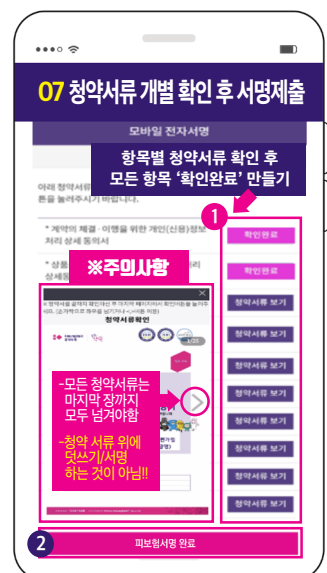 07 청약서류 개별 확인 후 서명제출
모바일 전자서명
항목별 청약서류 확인 후
모든 항목 ‘확인완료’ 만들기
아래 청약서류
튼을 눌러주시기 바랍니다.
1
* 계약의 체결·이행을 위한 개인(신용)정보
처리 상세 동의서
확인완료
* 상품
처리
상세동
확인완료
※주의사항
청약서류확인
1/35
-모든 청약서류는
마지막 장까지
모두 넘겨야함
-청약 서류 위에
덧쓰기/서명
하는 것이 아님!!
청약서류 보기
청약서류 보기
청약서류 보기
청약서류 보기
청약서류 보기
청약서류 보기
청약서류 보기
청약서류 보기
2
피보험서명 완료